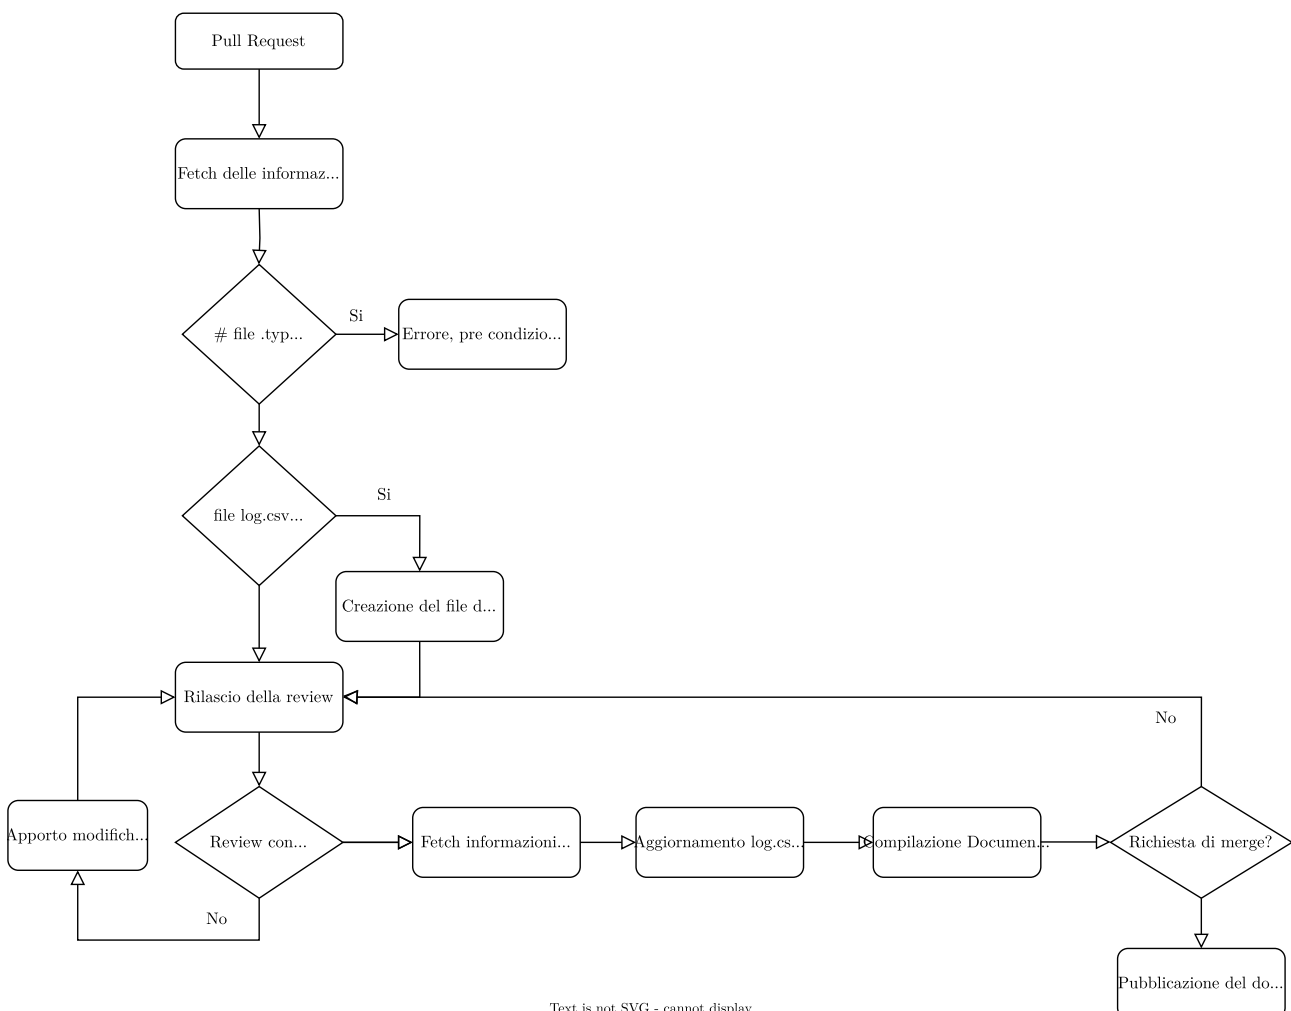 Pull Request
Fetch delle informaz...
# file .typ...
Si
Errore, pre condizio...
file log.csv...
Si
Creazione del file d...
Rilascio della review
No
Apporto modifich...
Review con...
Fetch informazioni...
Aggiornamento log.cs...
Compilazione Documen...
Richiesta di merge?
No
Pubblicazione del do...
Text is not SVG - cannot display